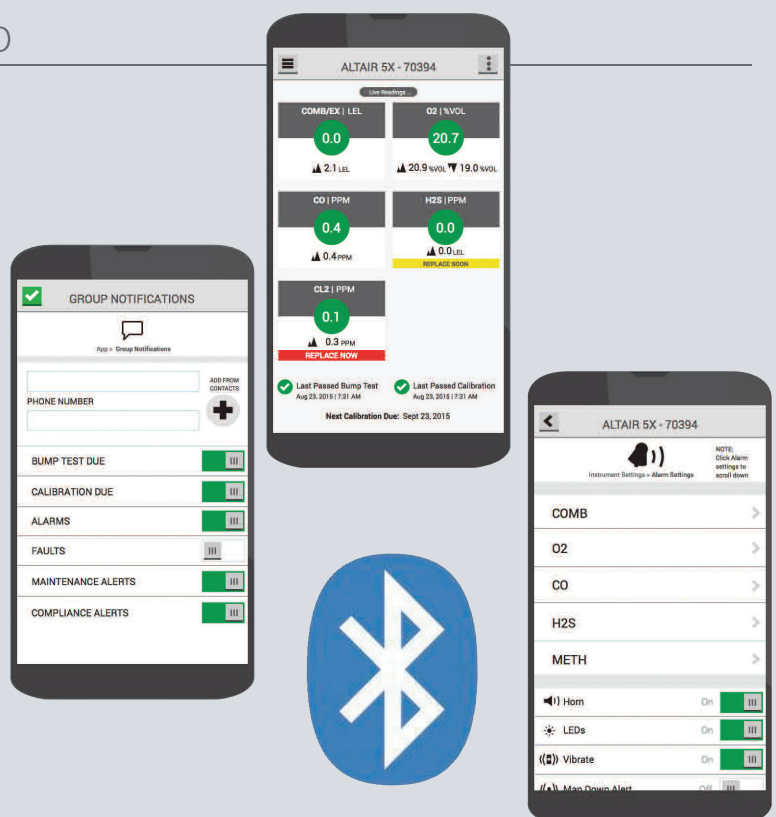 ALTAIR 5X - 70394
Live Readings ...
COMB/EX | LEL
0.0
2.1 LEL
O2 | %VOL
20.7
20.9 %VOL 19.0 %VOL
CO | PPM
0.4
0.4 PPM
H2S | PPM
0.0
0.0 LEL
REPLACE SOON
CL2 | PPM
0.1
0.3 PPM
REPLACE NOW
Last Passed Bump Test
Aug 23, 2015 | 7:31 AM
Last Passed Calibration
Aug 23, 2015 | 7:31 AM
Next Calibration Due: Sept 23, 2015
GROUP NOTIFICATIONS
App > Group Notifications
ADD FROM
CONTACTS
PHONE NUMBER
BUMP TEST DUE
CALIBRATION DUE
ALARMS
FAULTS
MAINTENANCE ALERTS
COMPLIANCE ALERTS
ALTAIR 5X - 70394
Instrument Settings > Alarm Settings
NOTE:
Click Alarm
settings to
scroll down
COMB
O2
CO
H2S
METH
Horn On
LEDs On
Vibrate On
Man Down Alert Off